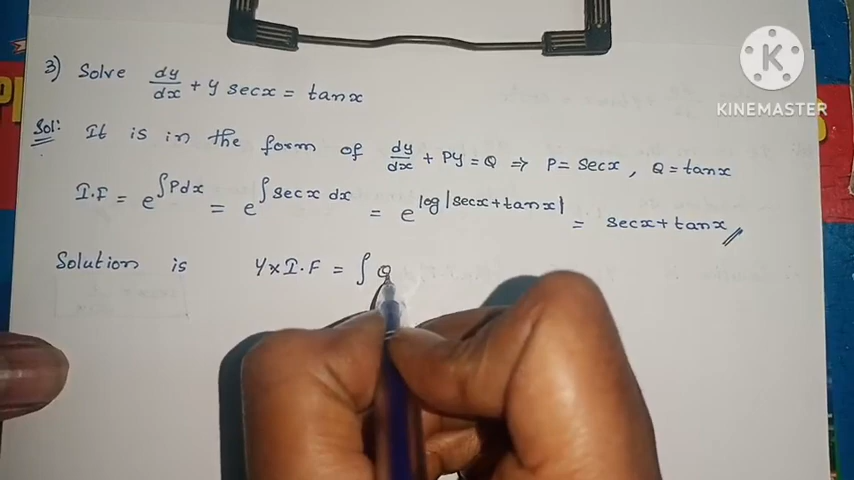 3) Solve dy/dx + y secx = tanx
KINEMASTER
Sol: It is in the form of dy/dx + Py = Q ⇒ P = secx, Q = tanx
I.F = e^∫Pdx = e^∫secx dx = e^log|secx+tanx| = secx+tanx
Solution is y×I.F = ∫Q